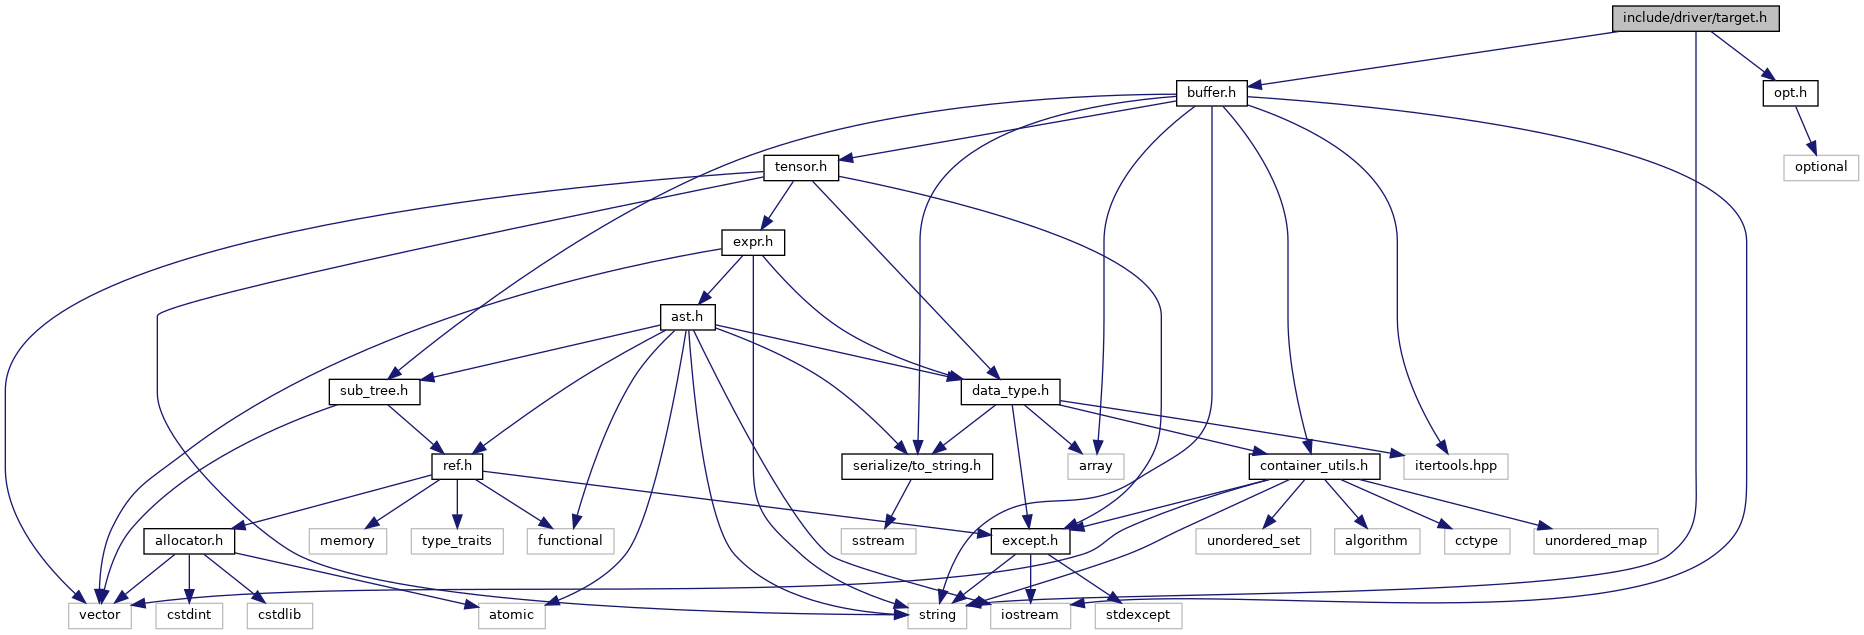 include/driver/target.h
buffer.h
opt.h
tensor.h
optional
expr.h
ast.h
sub_tree.h
data_type.h
ref.h
serialize/to_string.h
array
container_utils.h
itertools.hpp
allocator.h
memory
type_traits
functional
sstream
except.h
unordered_set
algorithm
cctype
unordered_map
vector
cstdint
cstdlib
atomic
string
iostream
stdexcept